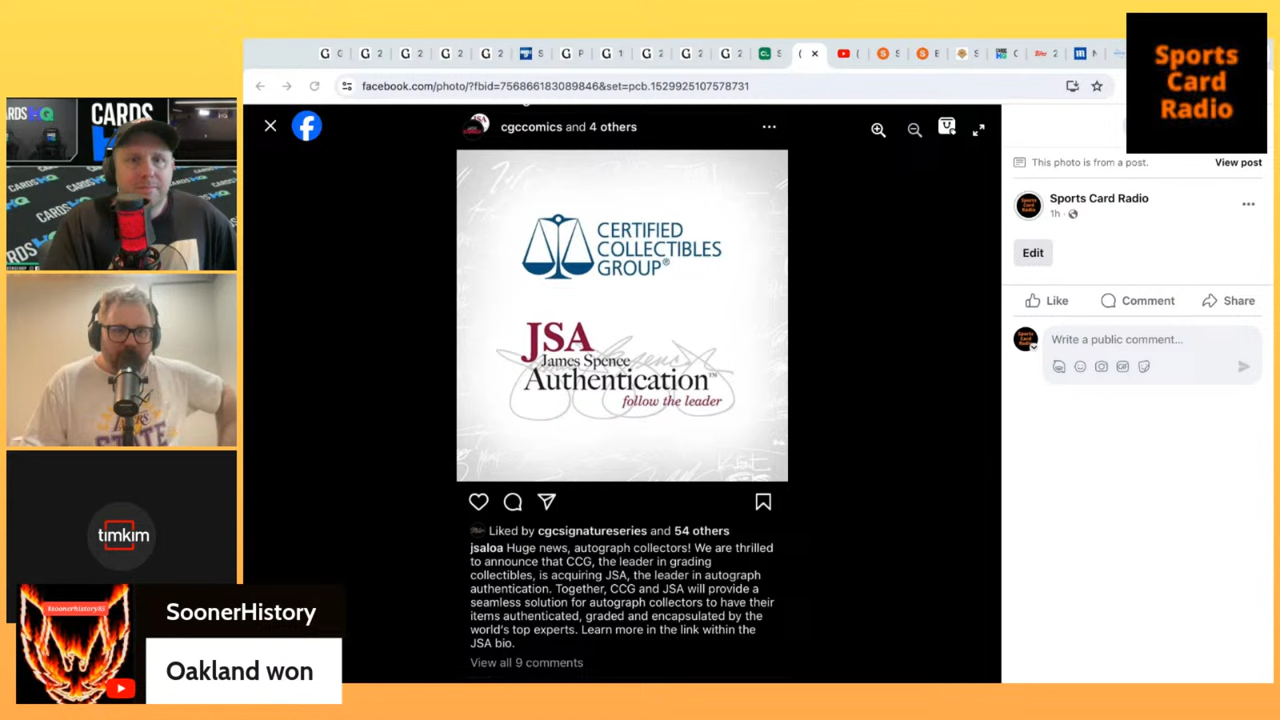 Sports
Card
Radio
facebook.com/photo/?fbid=756866183089846&set=pcb.1529925107578731
cgccomics and 4 others
CERTIFIED
COLLECTIBLES
GROUP®
JSA
James Spence
Authentication™
follow the leader
Liked by cgcsignatureseries and 54 others
jsaloa Huge news, autograph collectors! We are thrilled
to announce that CCG, the leader in grading
collectibles, is acquiring JSA, the leader in autograph
authentication. Together, CCG and JSA will provide a
seamless solution for autograph collectors to have their
items authenticated, graded and encapsulated by the
world's top experts. Learn more in the link within the
JSA bio.
View all 9 comments
This photo is from a post.
View post
Sports Card Radio
1h
Edit
Like
Comment
Share
Write a public comment...
CARDS
CARDS
timkim
SoonerHistory
Oakland won